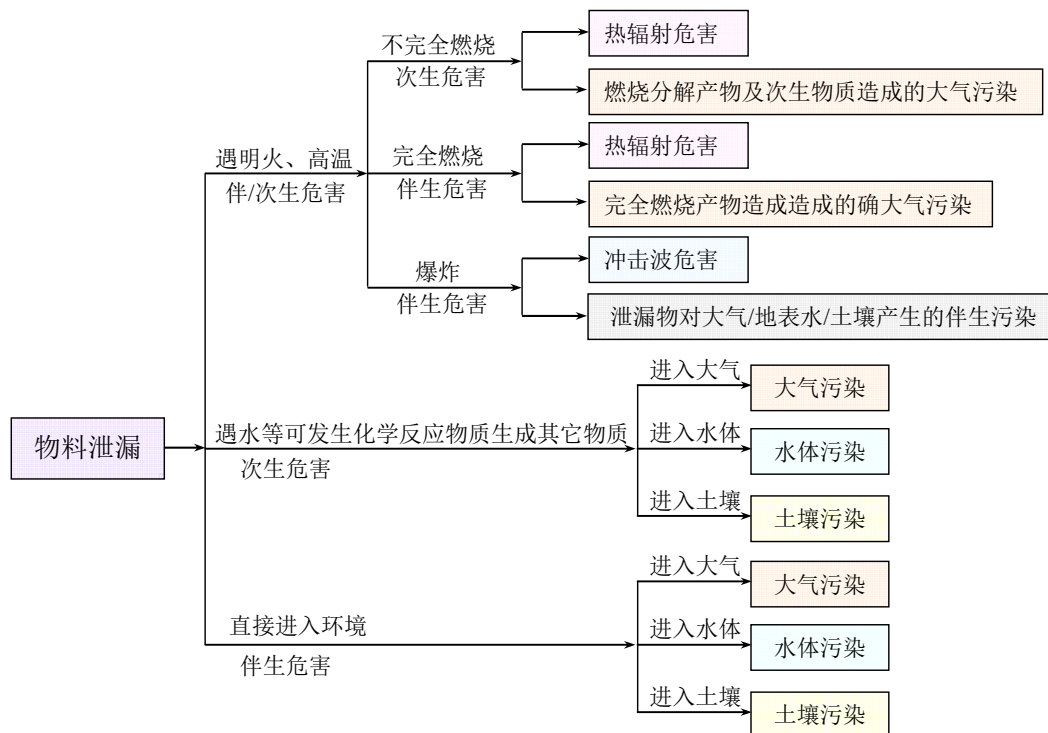 不完全燃烧
次生危害
热辐射危害
燃烧分解产物及次生物质造成的大气污染
遇明火、高温
伴/次生危害
完全燃烧
伴生危害
热辐射危害
完全燃烧产物造成造成的确大气污染
爆炸
伴生危害
冲击波危害
泄漏物对大气/地表水/土壤产生的伴生污染
物料泄漏
遇水等可发生化学反应物质生成其它物质
次生危害
进入大气
大气污染
进入水体
水体污染
进入土壤
土壤污染
直接进入环境
伴生危害
进入大气
大气污染
进入水体
水体污染
进入土壤
土壤污染